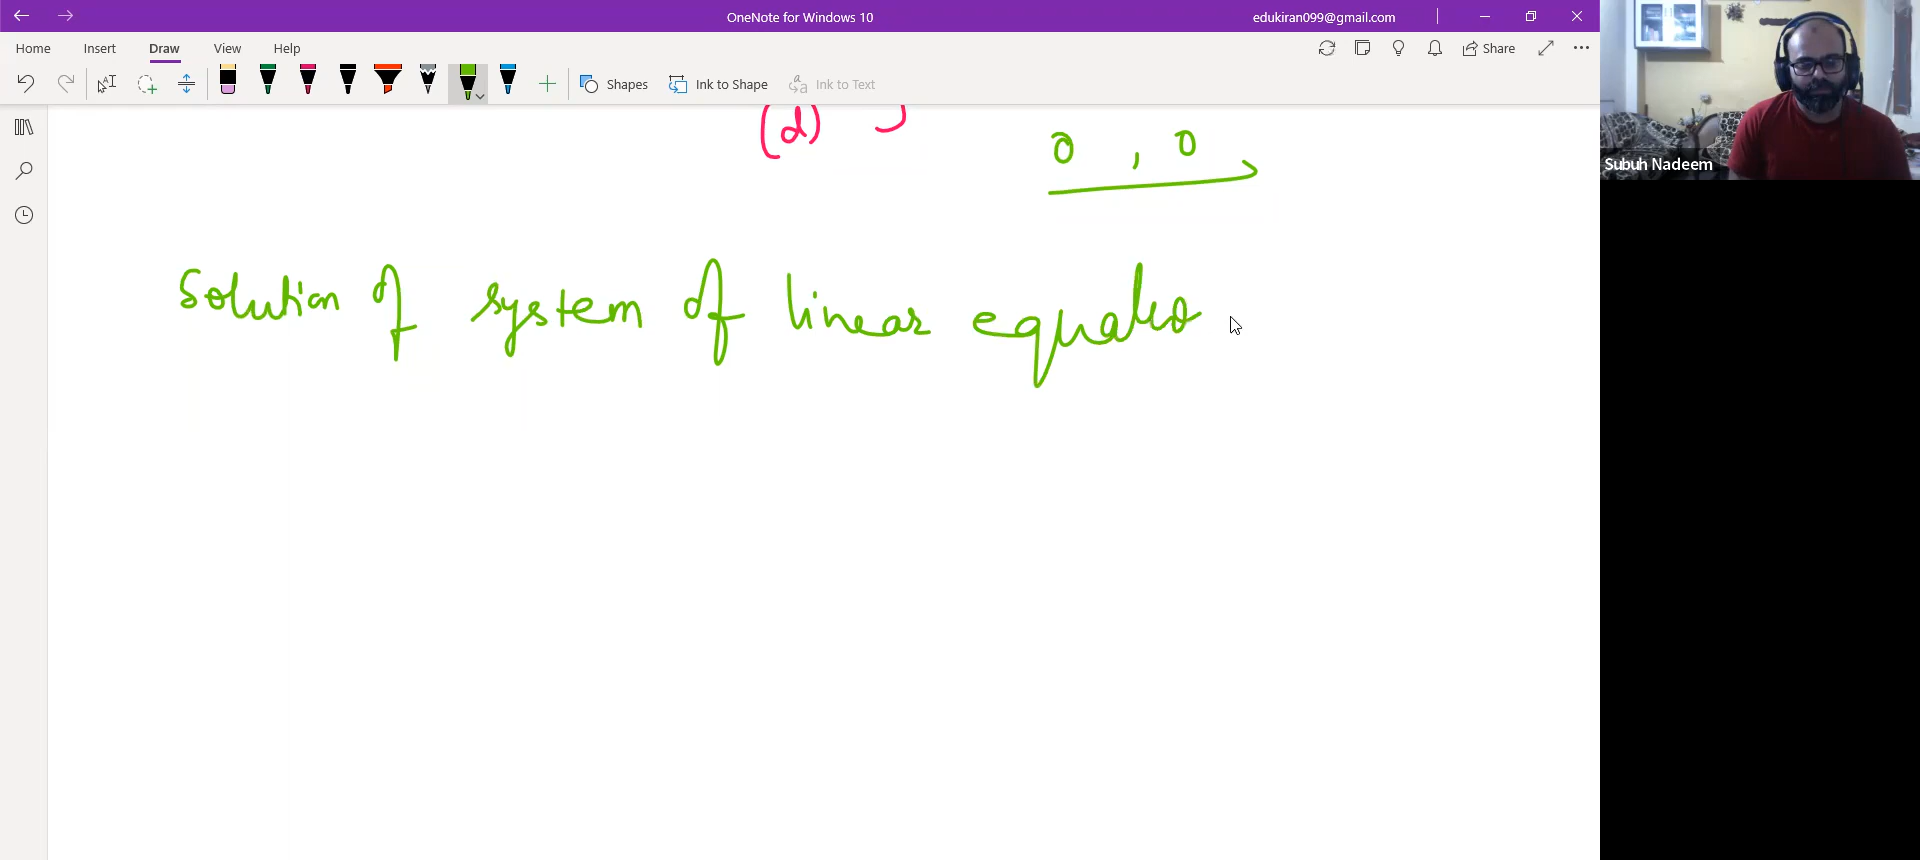 OneNote for Windows 10
edukiran099@gmail.com
Home Insert Draw View Help
Share
Shapes Ink to Shape Ink to Text
Subuh Nadeem
(d)
0 , 0
Solution of system of linear equatio